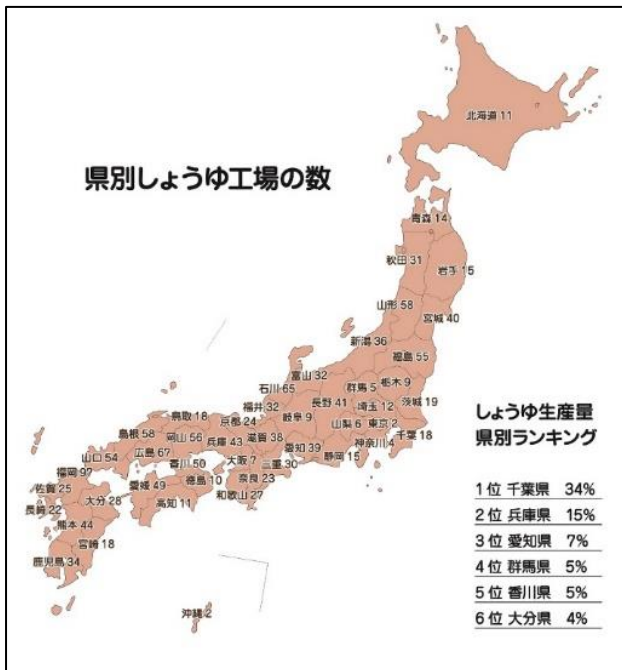 県別しょうゆ工場の数
北海道 11
青森 14
秋田 31
岩手 15
山形 58
宮城 40
新潟 36
福島 55
富山 32
石川 65
群馬 5
栃木 9
福井 32
長野 41
埼玉 12
茨城 19
鳥取 18
京都 24
岐阜 9
山梨 6
東京 2
島根 58
岡山 56
兵庫 43
滋賀 38
愛知 39
神奈川 4
千葉 18
山口 54
広島 67
香川 50
大阪 7
三重 30
静岡 15
福岡 97
佐賀 25
愛媛 49
徳島 10
奈良 23
大分 28
高知 11
和歌山 27
長崎 22
熊本 44
宮崎 18
鹿児島 34
沖縄 2
しょうゆ生産量
県別ランキング
1位 千葉県 34%
2位 兵庫県 15%
3位 愛知県 7%
4位 群馬県 5%
5位 香川県 5%
6位 大分県 4%